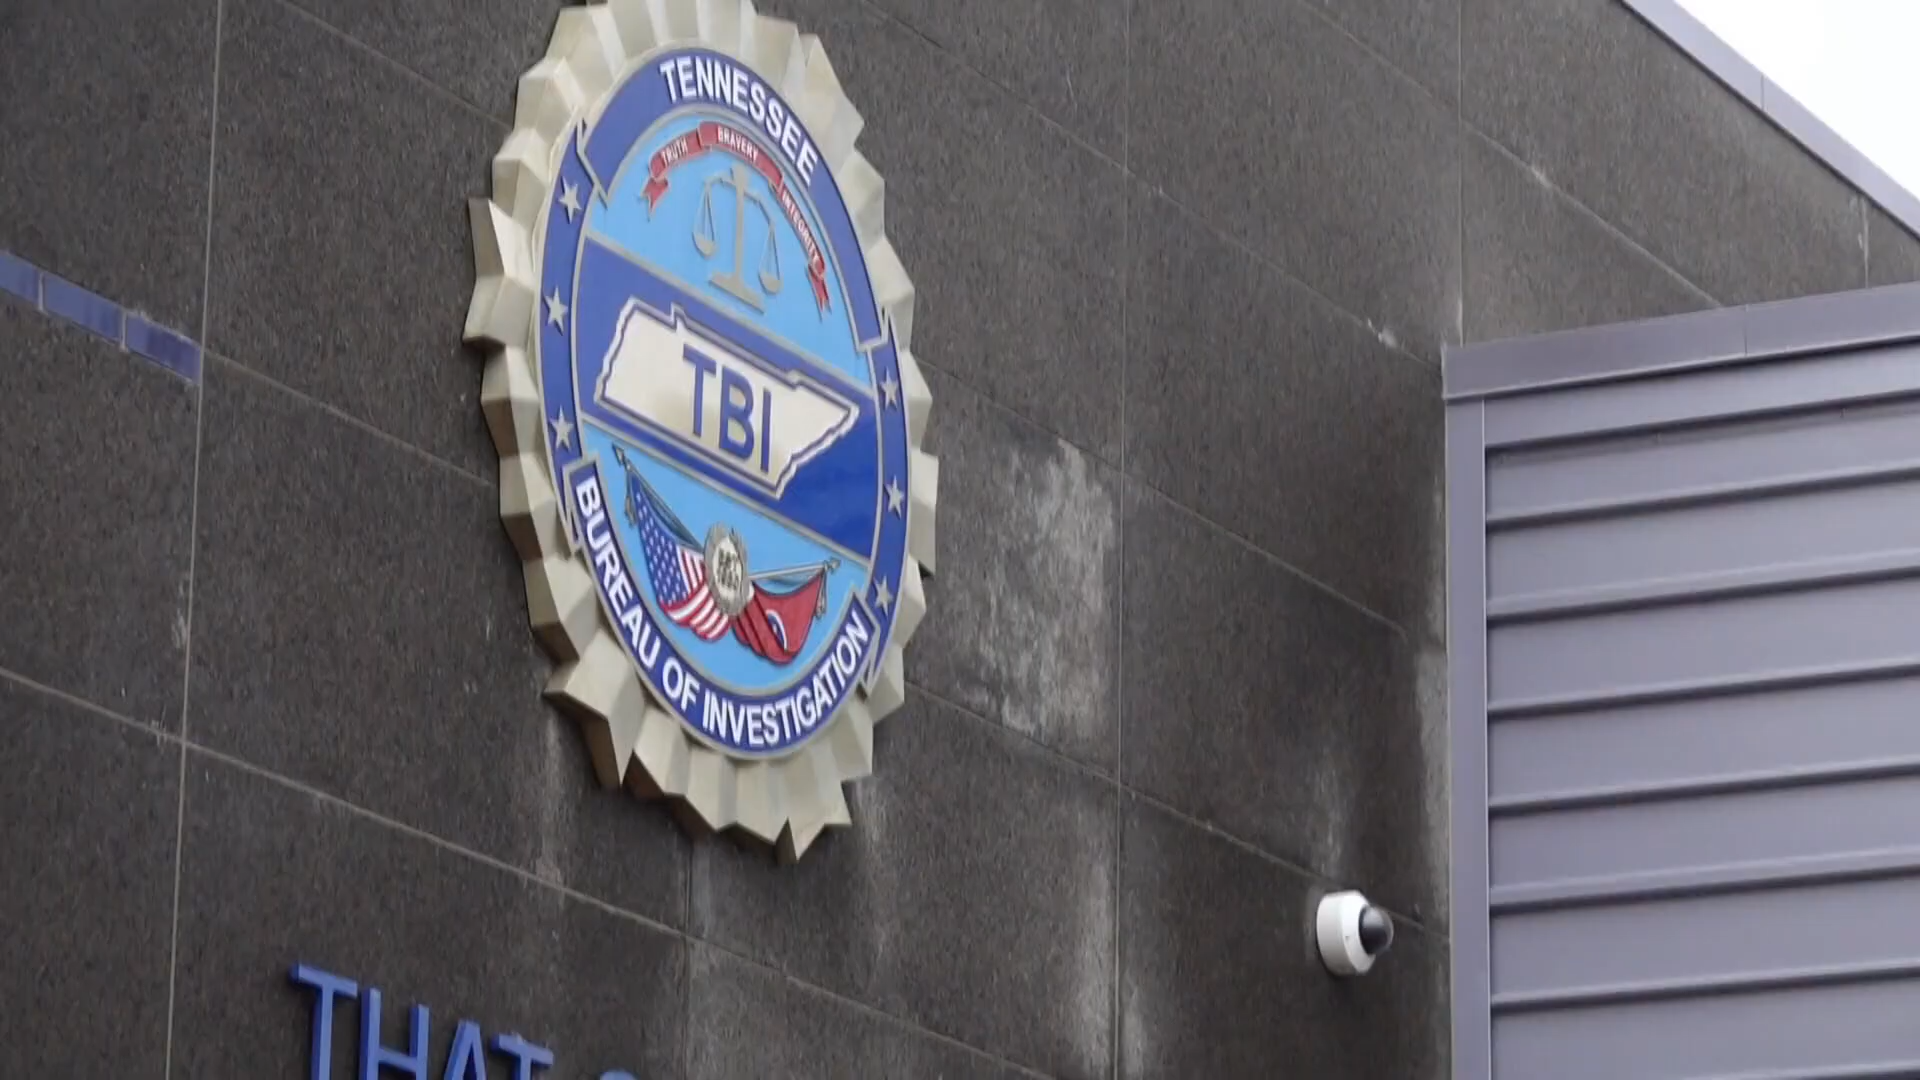 TENNESSEE
TRUTH BRAVERY INTEGRITY
TBI
BUREAU OF INVESTIGATION
THAT